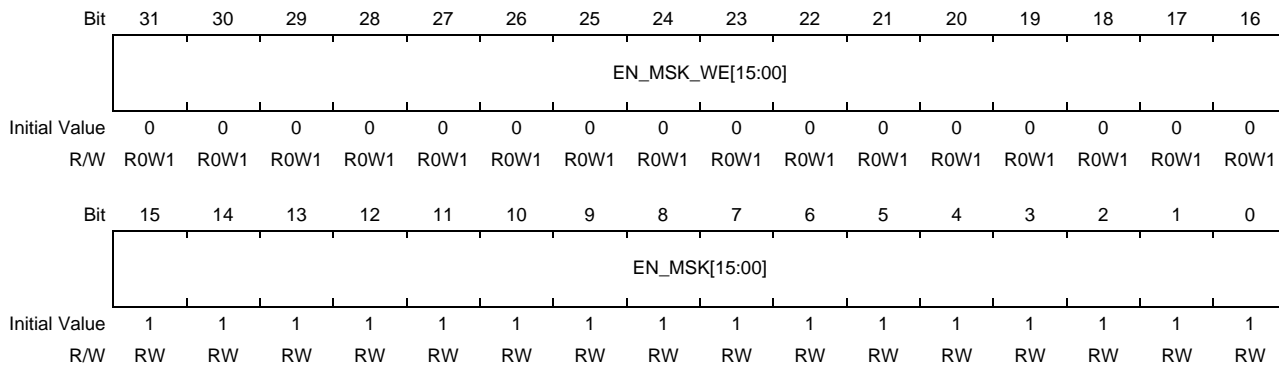 Bit 31 30 29 28 27 26 25 24 23 22 21 20 19 18 17 16
EN_MSK_WE[15:00]
Initial Value 0 0 0 0 0 0 0 0 0 0 0 0 0 0 0 0
R/W R0W1 R0W1 R0W1 R0W1 R0W1 R0W1 R0W1 R0W1 R0W1 R0W1 R0W1 R0W1 R0W1 R0W1 R0W1 R0W1
Bit 15 14 13 12 11 10 9 8 7 6 5 4 3 2 1 0
EN_MSK[15:00]
Initial Value 1 1 1 1 1 1 1 1 1 1 1 1 1 1 1 1
R/W RW RW RW RW RW RW RW RW RW RW RW RW RW RW RW RW